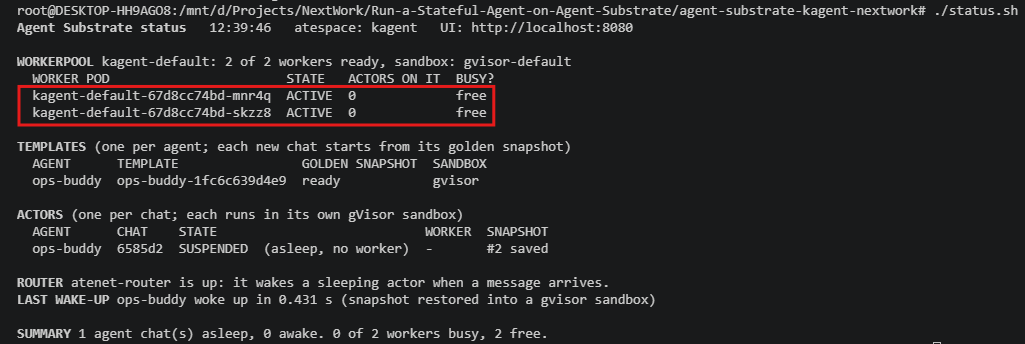 root@DESKTOP-HH9AGO8:/mnt/d/Projects/NextWork/Run-a-Stateful-Agent-on-Agent-Substrate/agent-substrate-kagent-nextwork# ./status.sh
Agent Substrate status   12:39:46   atespace: kagent   UI: http://localhost:8080
WORKERPOOL kagent-default: 2 of 2 workers ready, sandbox: gvisor-default
WORKER POD   STATE   ACTORS ON IT   BUSY?
kagent-default-67d8cc74bd-mnr4q   ACTIVE   0   free
kagent-default-67d8cc74bd-skzz8   ACTIVE   0   free
TEMPLATES (one per agent; each new chat starts from its golden snapshot)
AGENT   TEMPLATE   GOLDEN SNAPSHOT   SANDBOX
ops-buddy   ops-buddy-1fc6c639d4e9   ready   gvisor
ACTORS (one per chat; each runs in its own gVisor sandbox)
AGENT   CHAT   STATE   WORKER   SNAPSHOT
ops-buddy   6585d2   SUSPENDED   (asleep, no worker)   -   #2 saved
ROUTER atenet-router is up: it wakes a sleeping actor when a message arrives.
LAST WAKE-UP ops-buddy woke up in 0.431 s (snapshot restored into a gvisor sandbox)
SUMMARY 1 agent chat(s) asleep, 0 awake. 0 of 2 workers busy, 2 free.